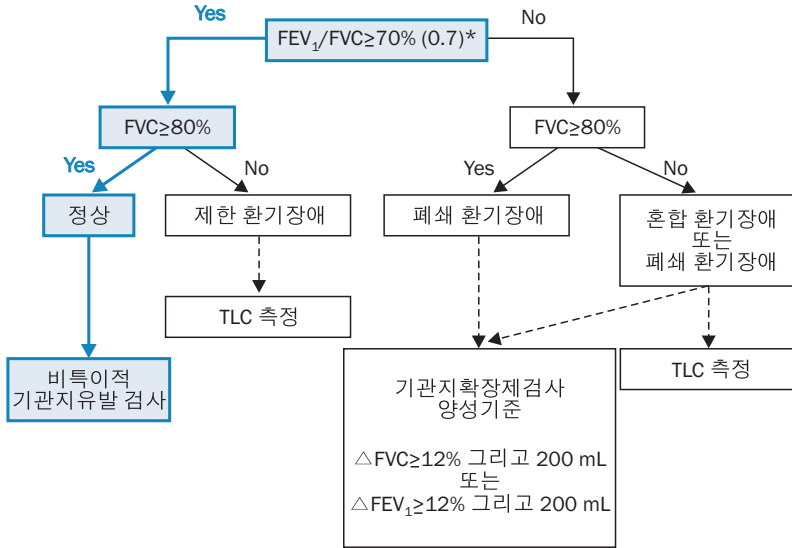 Yes
FEV₁/FVC≥70% (0.7)*
No
FVC≥80%
FVC≥80%
Yes
No
Yes
No
정상
제한 환기장애
폐쇄 환기장애
혼합 환기장애
또는
폐쇄 환기장애
TLC 측정
비특이적
기관지유발 검사
기관지확장제검사
양성기준
△FVC≥12% 그리고 200 mL
또는
△FEV₁≥12% 그리고 200 mL
TLC 측정